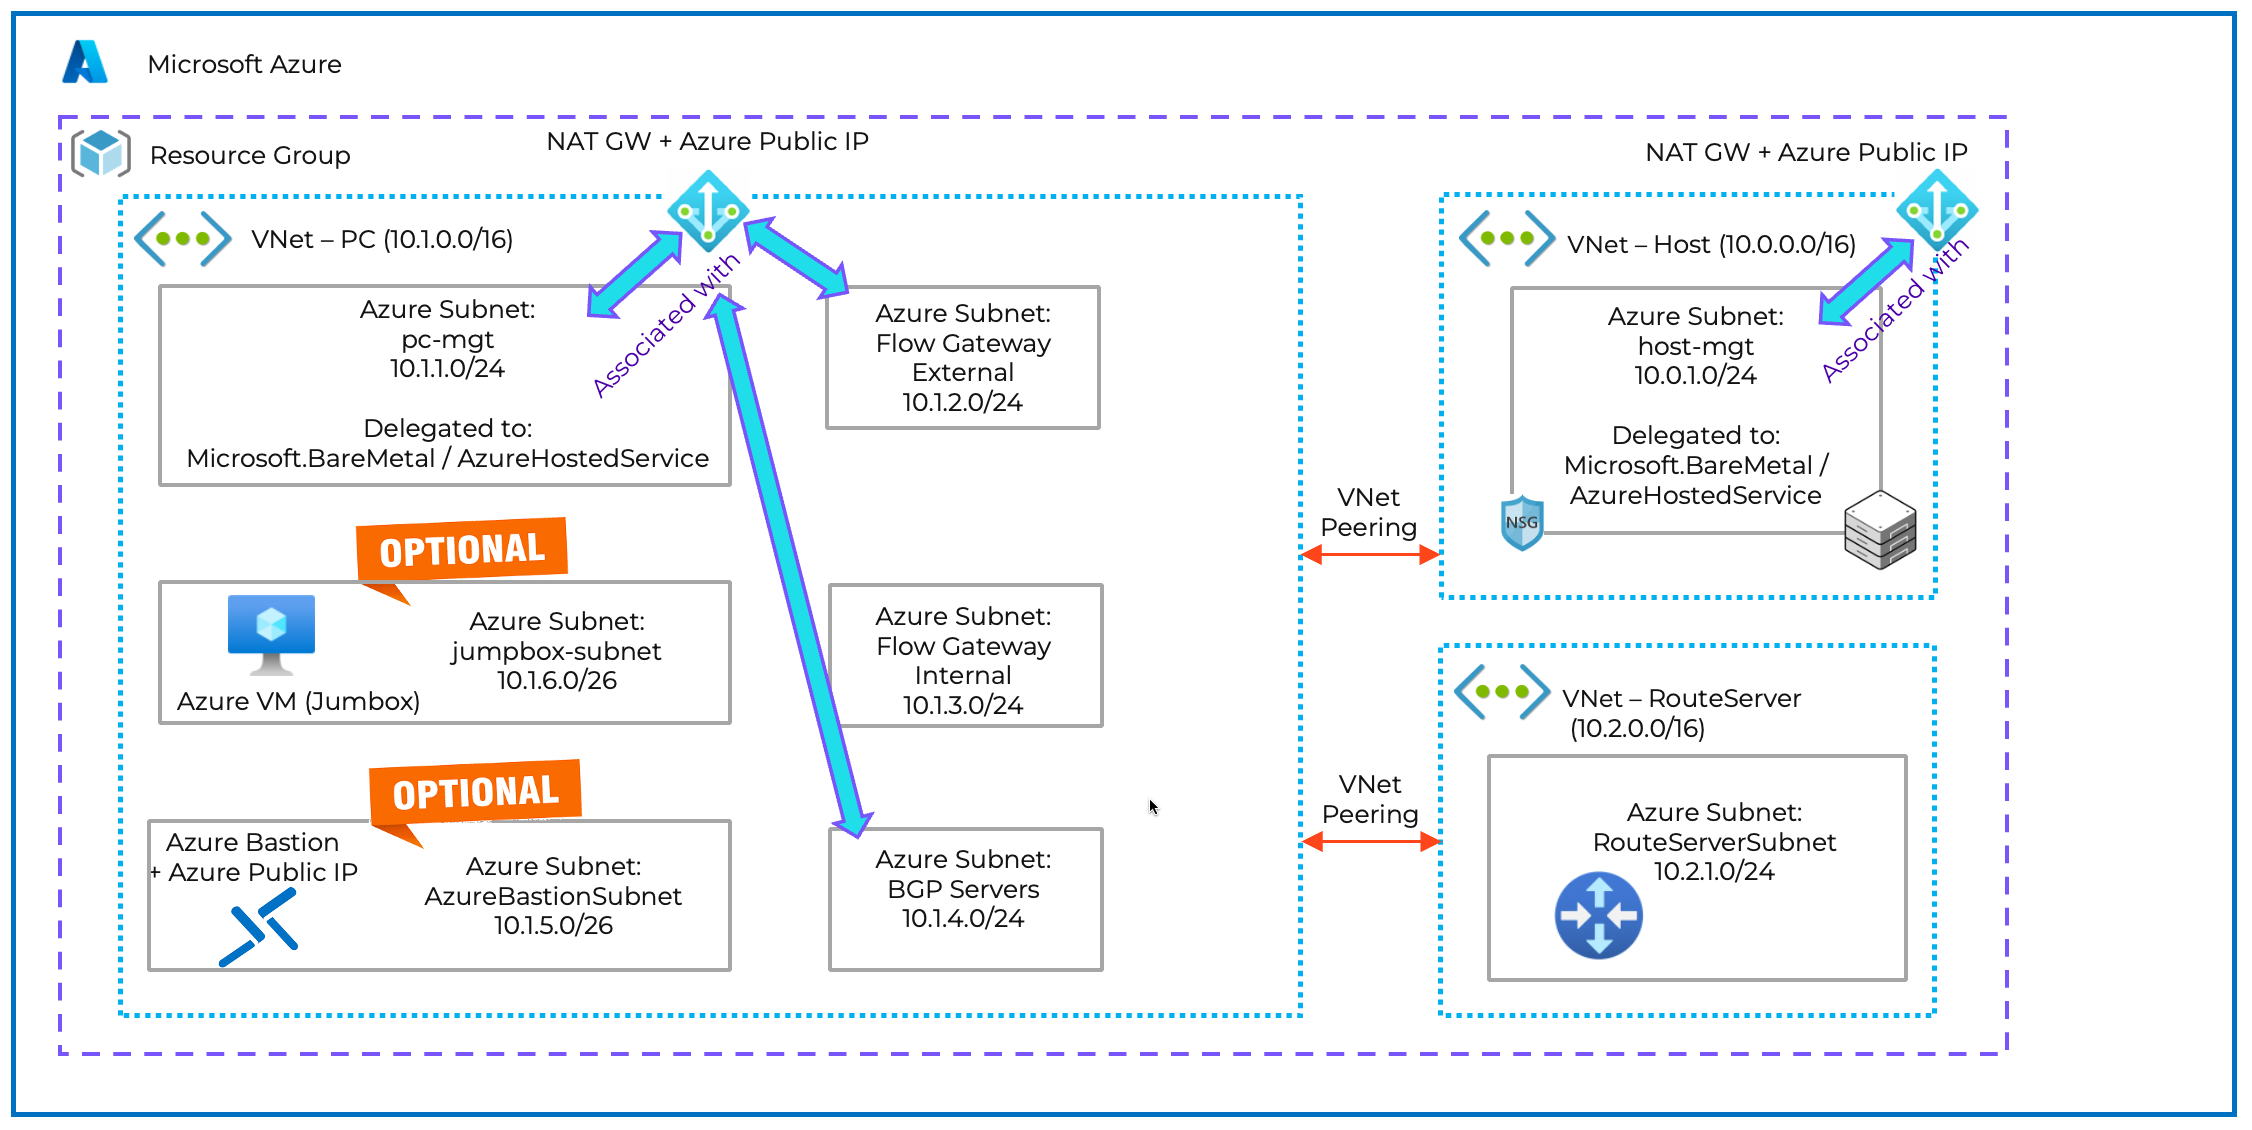 Microsoft Azure
Resource Group
NAT GW + Azure Public IP
NAT GW + Azure Public IP
VNet – PC (10.1.0.0/16)
Azure Subnet:
pc-mgt
10.1.1.0/24
Delegated to:
Microsoft.BareMetal / AzureHostedService
Associated with
Azure Subnet:
Flow Gateway
External
10.1.2.0/24
OPTIONAL
Azure VM (Jumbox)
Azure Subnet:
jumpbox-subnet
10.1.6.0/26
Azure Subnet:
Flow Gateway
Internal
10.1.3.0/24
OPTIONAL
Azure Bastion
+ Azure Public IP
Azure Subnet:
AzureBastionSubnet
10.1.5.0/26
Azure Subnet:
BGP Servers
10.1.4.0/24
VNet
Peering
VNet
Peering
VNet – Host (10.0.0.0/16)
Azure Subnet:
host-mgt
10.0.1.0/24
Delegated to:
Microsoft.BareMetal /
AzureHostedService
Associated with
NSG
VNet – RouteServer
(10.2.0.0/16)
Azure Subnet:
RouteServerSubnet
10.2.1.0/24